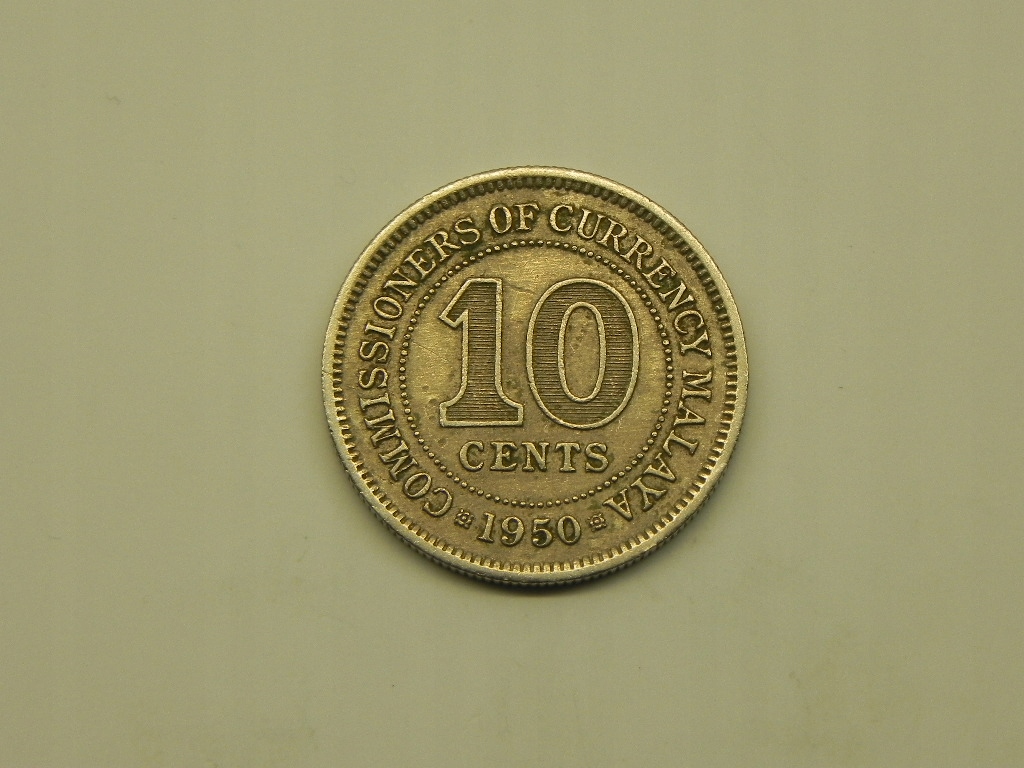 COMMISSIONERS OF CURRENCY MALAYA
10
CENTS
1950